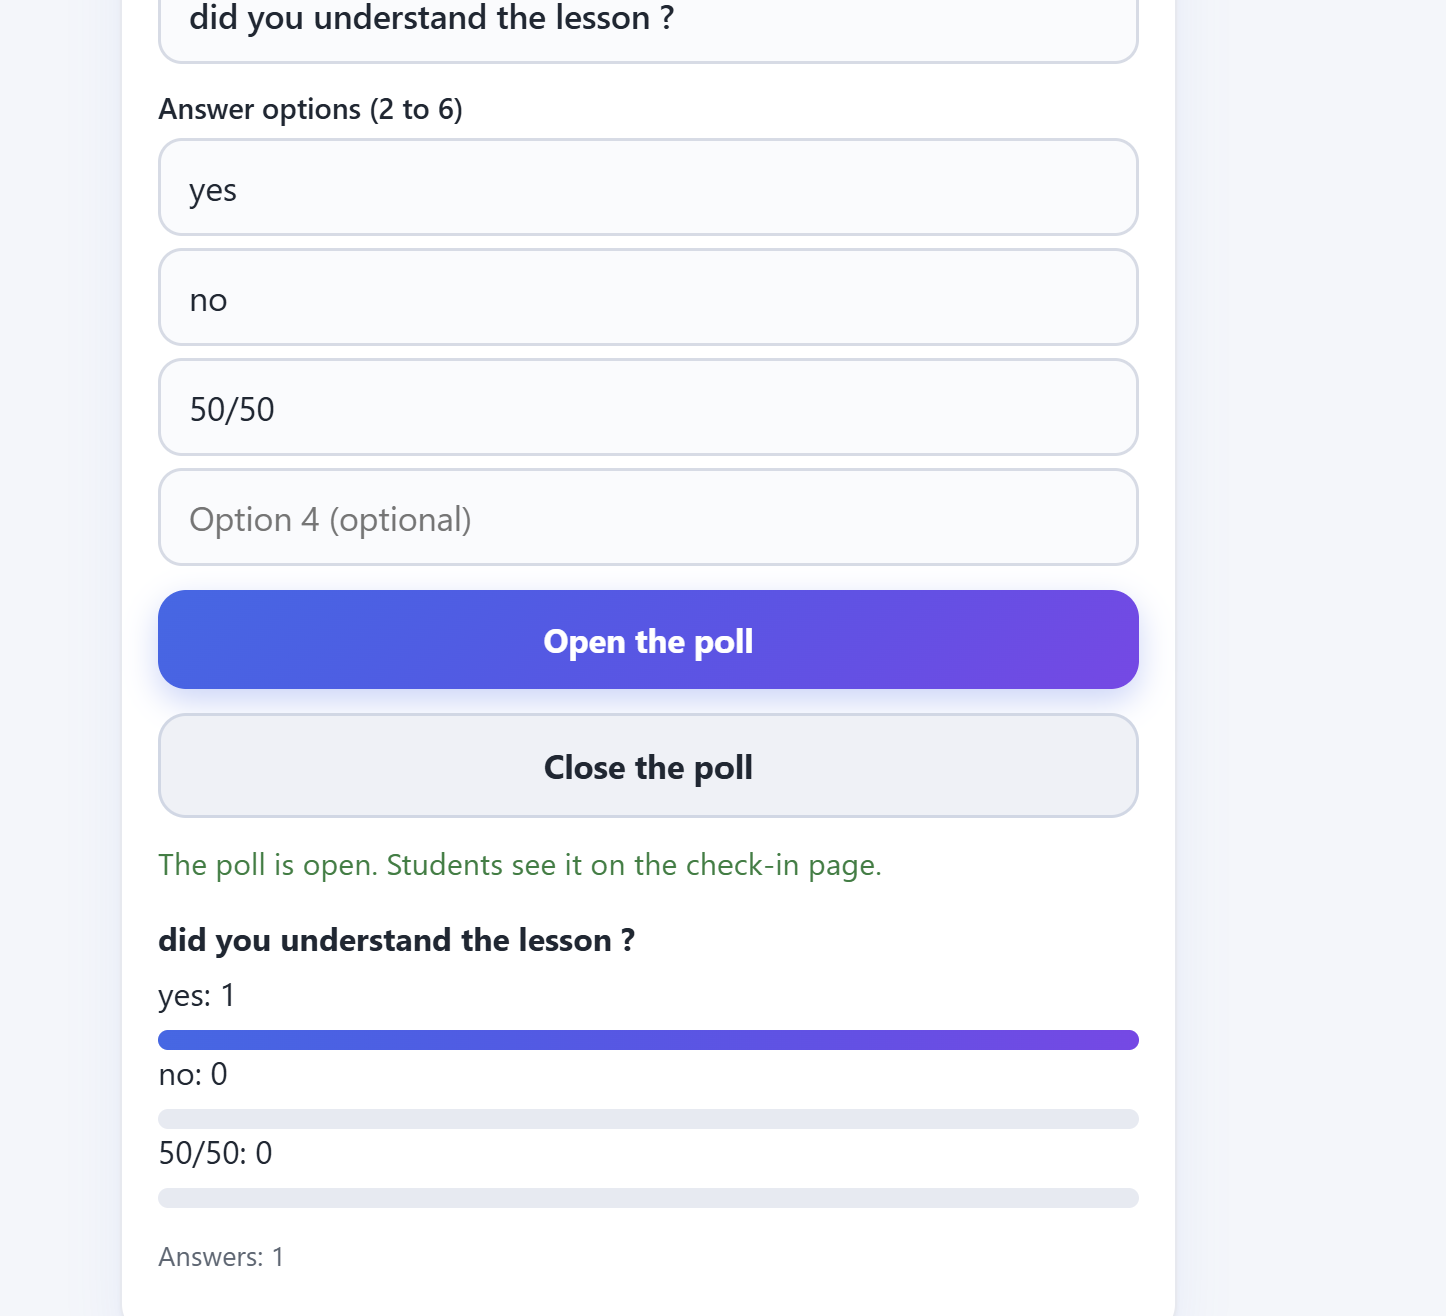 did you understand the lesson ?
Answer options (2 to 6)
yes
no
50/50
Option 4 (optional)
Open the poll
Close the poll
The poll is open. Students see it on the check-in page.
did you understand the lesson ?
yes: 1
no: 0
50/50: 0
Answers: 1